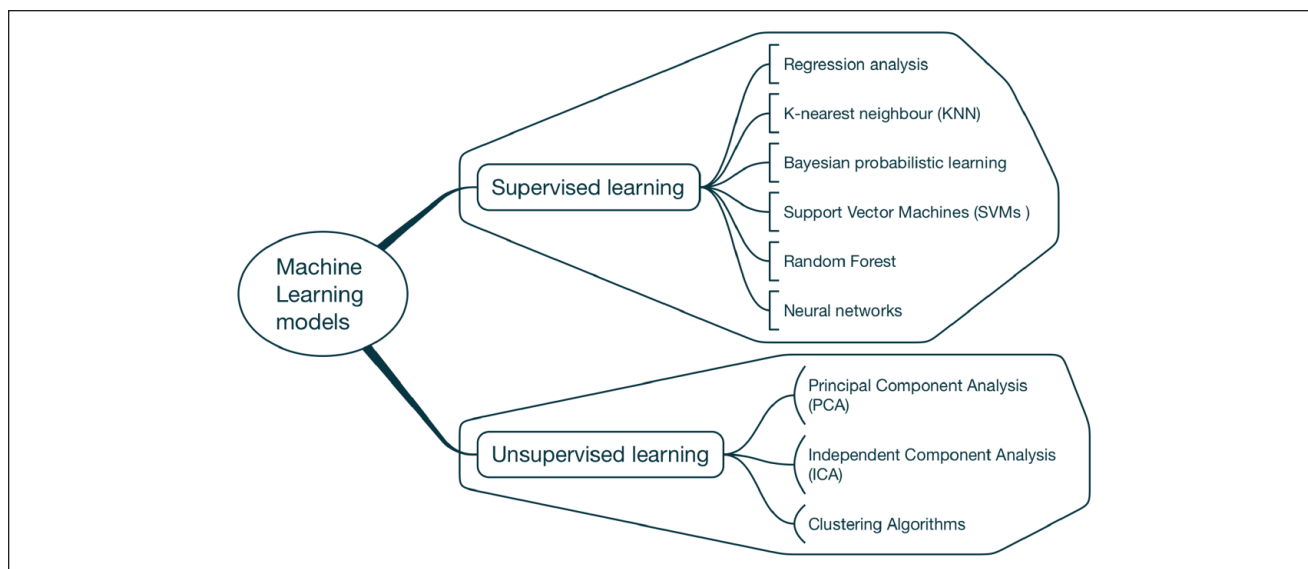 Machine
Learning
models
Supervised learning
Regression analysis
K-nearest neighbour (KNN)
Bayesian probabilistic learning
Support Vector Machines (SVMs )
Random Forest
Neural networks
Unsupervised learning
Principal Component Analysis
(PCA)
Independent Component Analysis
(ICA)
Clustering Algorithms